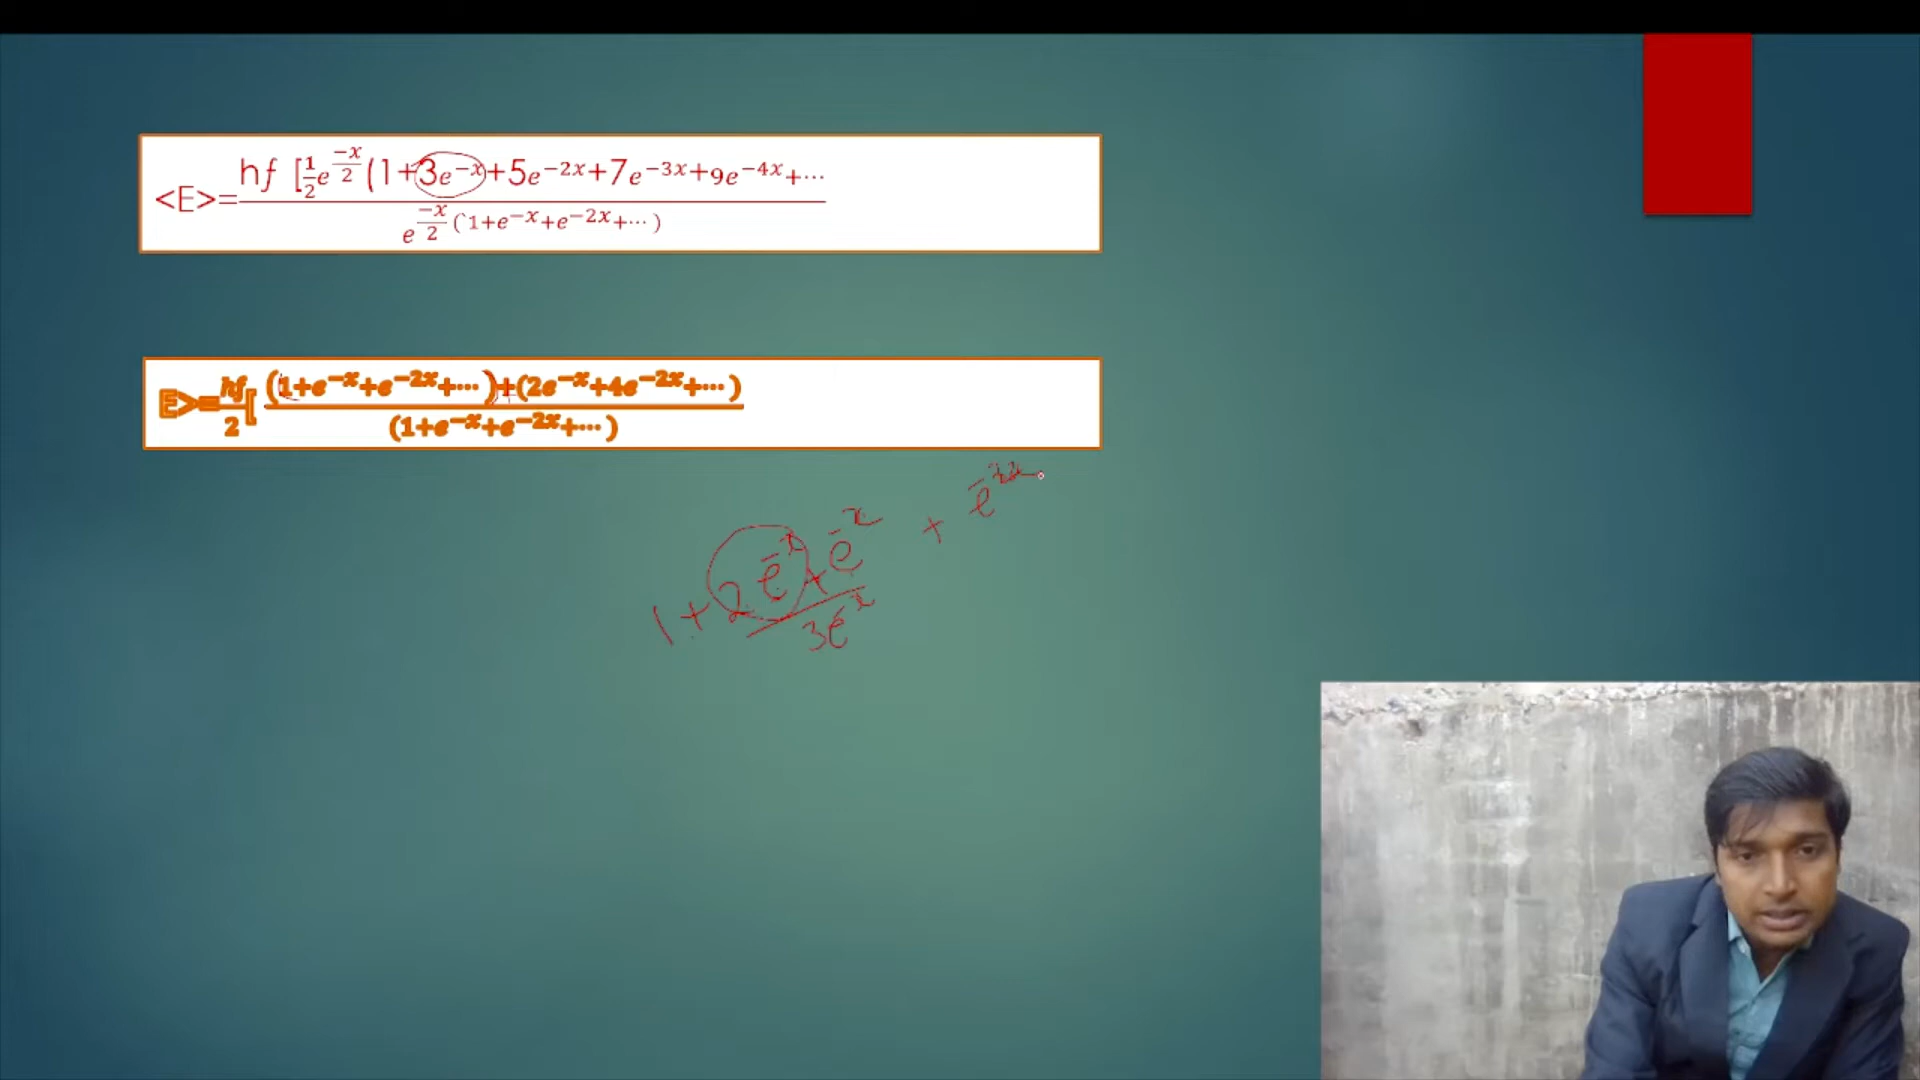 <E>=hf [1/2 e^{-x/2} (1+3e^{-x}+5e^{-2x}+7e^{-3x}+9e^{-4x}+⋯
e^{-x/2} (1+e^{-x}+e^{-2x}+⋯ )
E>=hf/2 [ (1+e^{-x}+e^{-2x}+⋯ )+(2e^{-x}+4e^{-2x}+⋯ )
(1+e^{-x}+e^{-2x}+⋯ )
1+2e^{-x}+e^{-x} + e^{-2x}
3e^{-x}